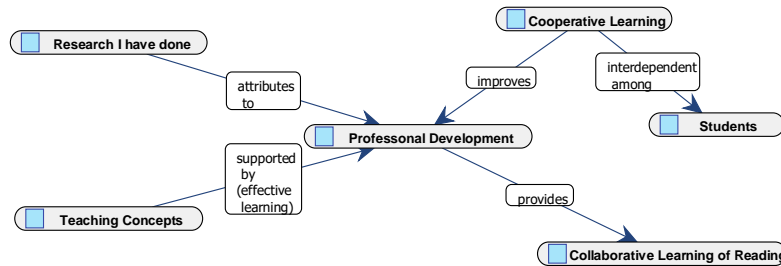 Cooperative Learning
Research I have done
improves
interdependent
among
attributes
to
Students
Professonal Development
supported
by
(effective
learning)
provides
Teaching Concepts
Collaborative Learning of Reading